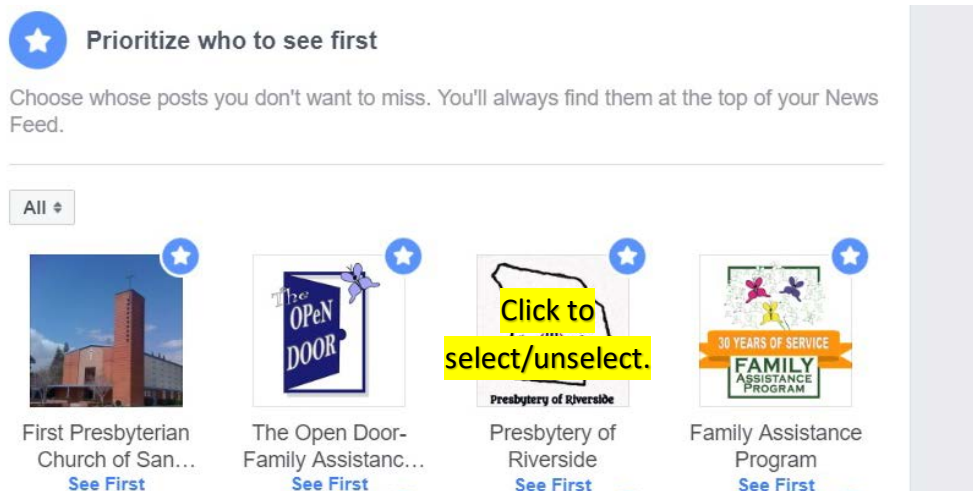 Prioritize who to see first
Choose whose posts you don't want to miss. You'll always find them at the top of your News
Feed.
All
The
OPeN
DOOR
Click to
select/unselect.
Presbytery of Riverside
30 YEARS OF SERVICE
FAMILY
ASSISTANCE
PROGRAM
First Presbyterian
Church of San...
See First
The Open Door-
Family Assistanc...
See First
Presbytery of
Riverside
See First
Family Assistance
Program
See First